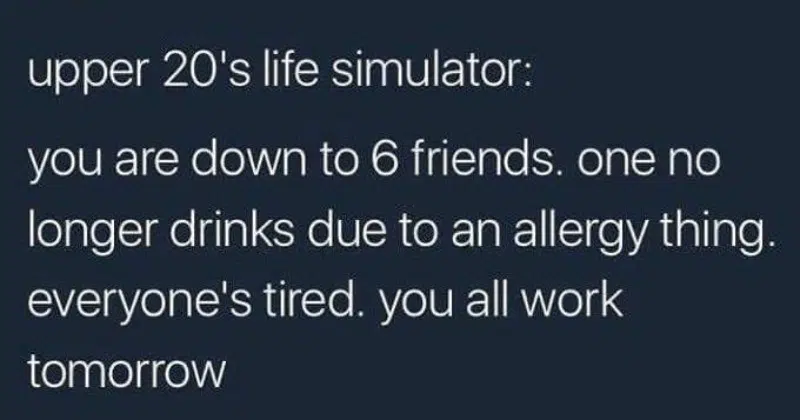 upper 20's life simulator:
you are down to 6 friends. one no
longer drinks due to an allergy thing.
everyone's tired. you all work
tomorrow